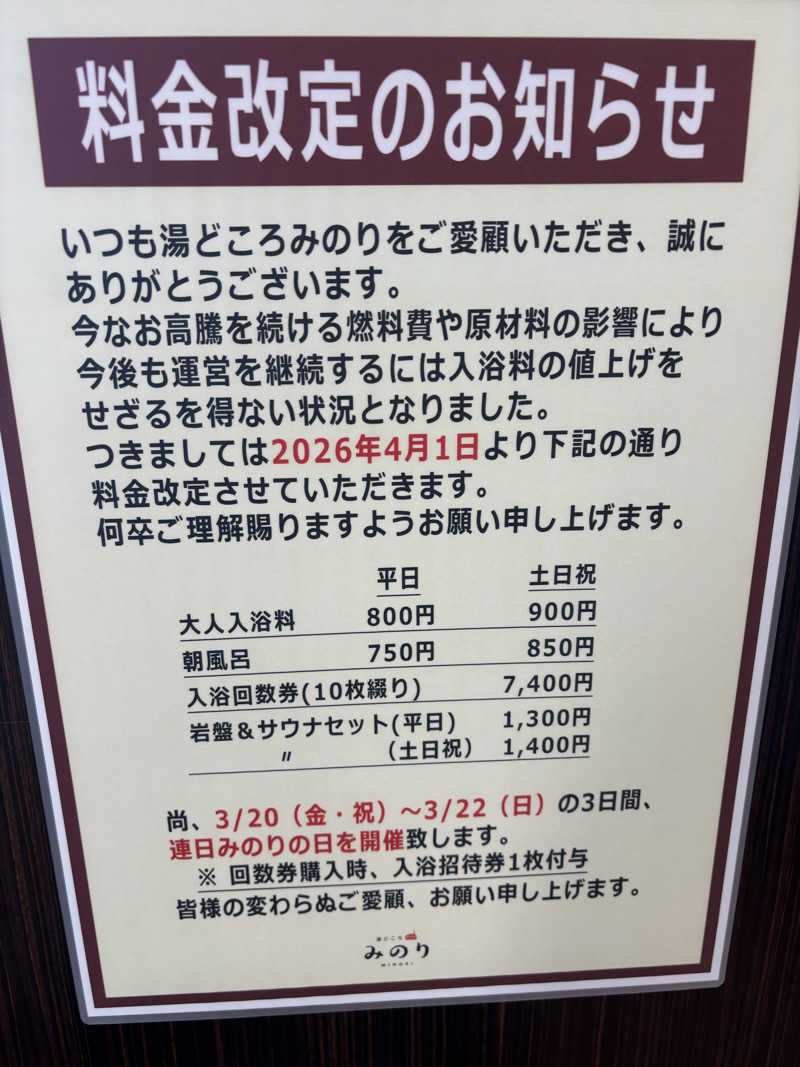 料金改定のお知らせ
いつも湯どころみのりをご愛顧いただき、誠に
ありがとうございます。
今なお高騰を続ける燃料費や原材料の影響により
今後も運営を継続するには入浴料の値上げを
せざるを得ない状況となりました。
つきましては2026年4月1日より下記の通り
料金改定させていただきます。
何卒ご理解賜りますようお願い申し上げます。
平日 土日祝
大人入浴料 800円 900円
朝風呂 750円 850円
入浴回数券(10枚綴り) 7,400円
岩盤＆サウナセット(平日) 1,300円
〃 （土日祝） 1,400円
尚、3/20（金・祝）～3/22（日）の3日間、
連日みのりの日を開催致します。
※ 回数券購入時、入浴招待券1枚付与
皆様の変わらぬご愛顧、お願い申し上げます。
湯どころ
みのり
MINORI